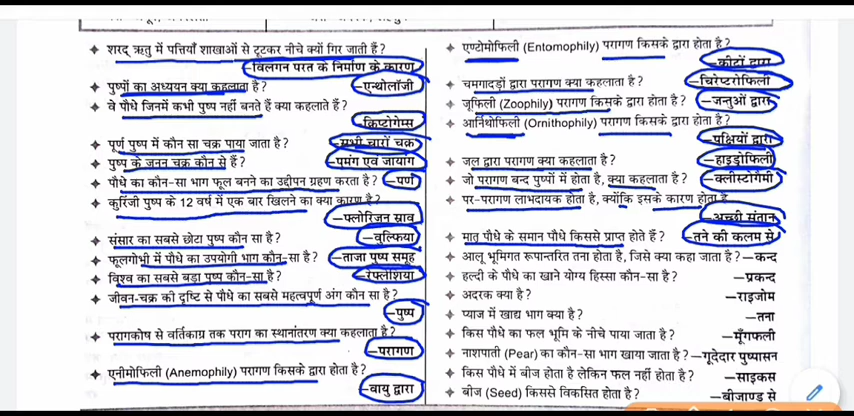 ✦ शरद् ऋतु में पत्तियाँ शाखाओं से टूटकर नीचे क्यों गिर जाती हैं?
—विलगन परत के निर्माण के कारण
✦ पुष्पों का अध्ययन क्या कहलाता है? —एन्थोलॉजी
✦ वे पौधे जिनमें कभी पुष्प नहीं बनते हैं क्या कहलाते हैं?
—क्रिप्टोगेम्स
✦ पूर्ण पुष्प में कौन सा चक्र पाया जाता है? —सभी चारों चक्र
✦ पुष्प के जनन चक्र कौन से हैं? —पुमंग एवं जायांग
✦ पौधे का कौन-सा भाग फूल बनने का उद्दीपन ग्रहण करता है? —पर्ण
✦ कुरिंजी पुष्प के 12 वर्ष में एक बार खिलने का क्या कारण है?
—फ्लोरिजन स्राव
✦ संसार का सबसे छोटा पुष्प कौन सा है? —वुल्फिया
✦ फूलगोभी में पौधे का उपयोगी भाग कौन-सा है? —ताजा पुष्प समूह
✦ विश्व का सबसे बड़ा पुष्प कौन-सा है? —रेफ्लीशिया
✦ जीवन-चक्र की दृष्टि से पौधे का सबसे महत्वपूर्ण अंग कौन सा है?
—पुष्प
✦ परागकोष से वर्तिकाग्र तक पराग का स्थानांतरण क्या कहलाता है?
—परागण
✦ एनीमोफिली (Anemophily) परागण किसके द्वारा होता है?
—वायु द्वारा
✦ एण्टोमोफिली (Entomophily) परागण किसके द्वारा होता है?
—कीटों द्वारा
✦ चमगादड़ों द्वारा परागण क्या कहलाता है? —चिरेप्टरोफिली
✦ जूफिली (Zoophily) परागण किसके द्वारा होता है? —जन्तुओं द्वारा
✦ आर्निथोफिली (Ornithophily) परागण किसके द्वारा होता है?
—पक्षियों द्वारा
✦ जल द्वारा परागण क्या कहलाता है? —हाइड्रोफिली
✦ जो परागण बन्द पुष्पों में होता है, क्या कहलाता है? —क्लीस्टोगैमी
✦ पर-परागण लाभदायक होता है, क्योंकि इसके कारण होता है
—अच्छी संतान
✦ मातृ पौधे के समान पौधे किससे प्राप्त होते हैं? —तने की कलम से
✦ आलू भूमिगत रूपान्तरित तना होता है, जिसे क्या कहा जाता है?—कन्द
✦ हल्दी के पौधे का खाने योग्य हिस्सा कौन-सा है? —प्रकन्द
✦ अदरक क्या है? —राइजोम
✦ प्याज में खाद्य भाग क्या है? —तना
✦ किस पौधे का फल भूमि के नीचे पाया जाता है? —मूँगफली
✦ नाशपाती (Pear) का कौन-सा भाग खाया जाता है?—गूदेदार पुष्पासन
✦ किस पौधे में बीज होता है लेकिन फल नहीं होता है? —साइकस
✦ बीज (Seed) किससे विकसित होता है? —बीजाण्ड से